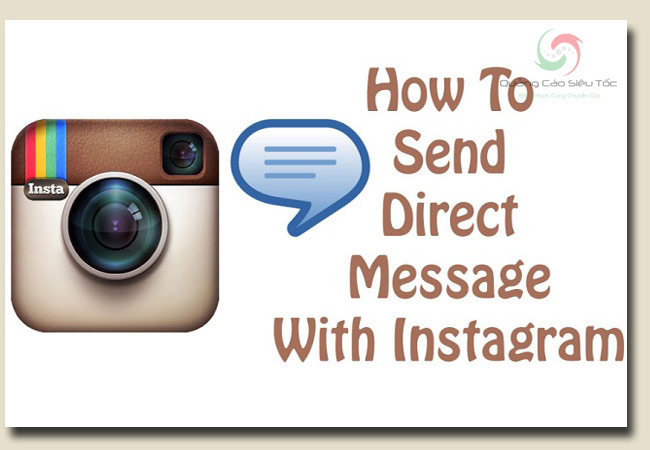 Quảng Cáo Siêu Tốc
How To
Send
Direct
Message
With Instagram
Insta